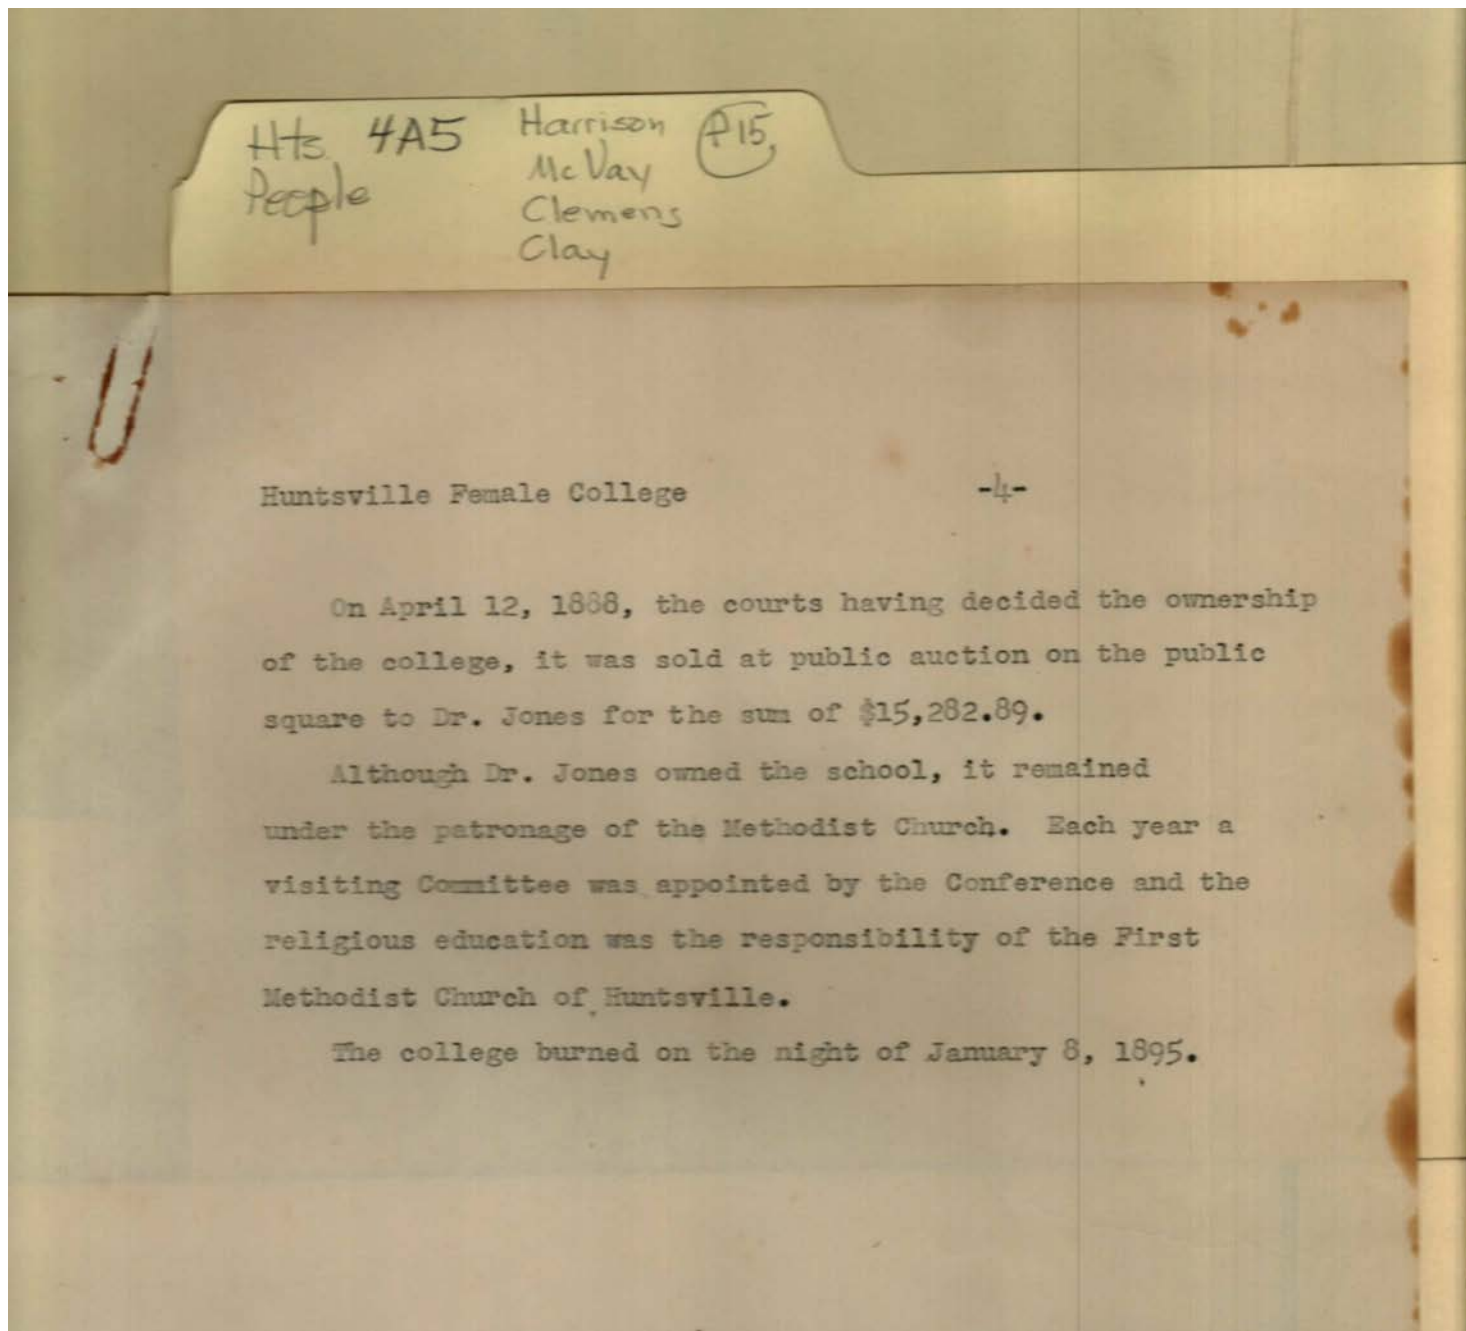 Hts 4A5 Harrison P15
People McVay
Clemens
Clay
Huntsville Female College -4-
On April 12, 1888, the courts having decided the ownership
of the college, it was sold at public auction on the public
square to Dr. Jones for the sum of $15,282.89.
Although Dr. Jones owned the school, it remained
under the patronage of the Methodist Church. Each year a
visiting Committee was appointed by the Conference and the
religious education was the responsibility of the First
Methodist Church of Huntsville.
The college burned on the night of January 8, 1895.